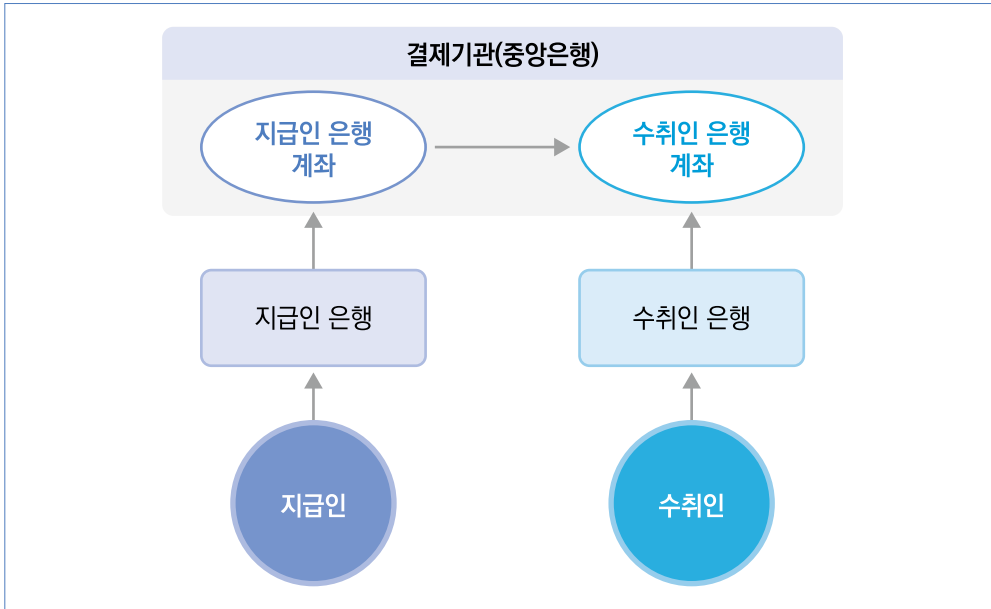 결제기관(중앙은행)
지급인 은행
계좌
수취인 은행
계좌
지급인 은행
수취인 은행
지급인
수취인